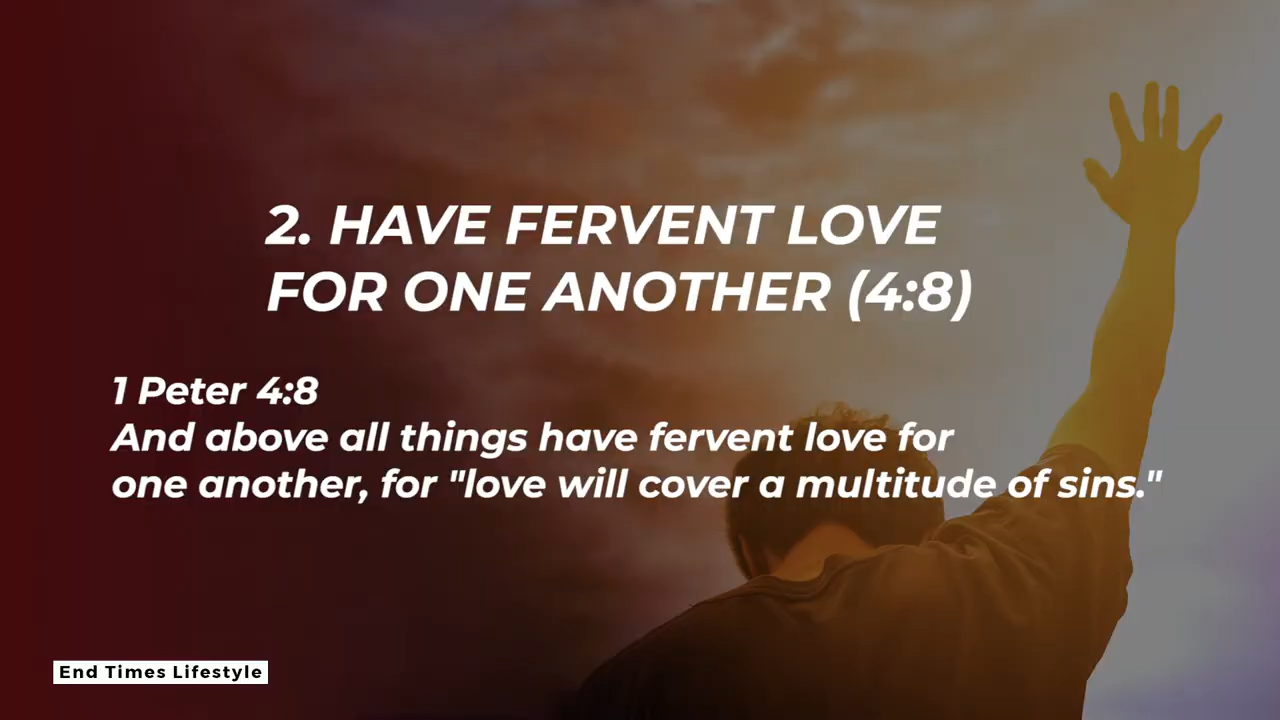 2. HAVE FERVENT LOVE
FOR ONE ANOTHER (4:8)
1 Peter 4:8
And above all things have fervent love for
one another, for "love will cover a multitude of sins."
End Times Lifestyle